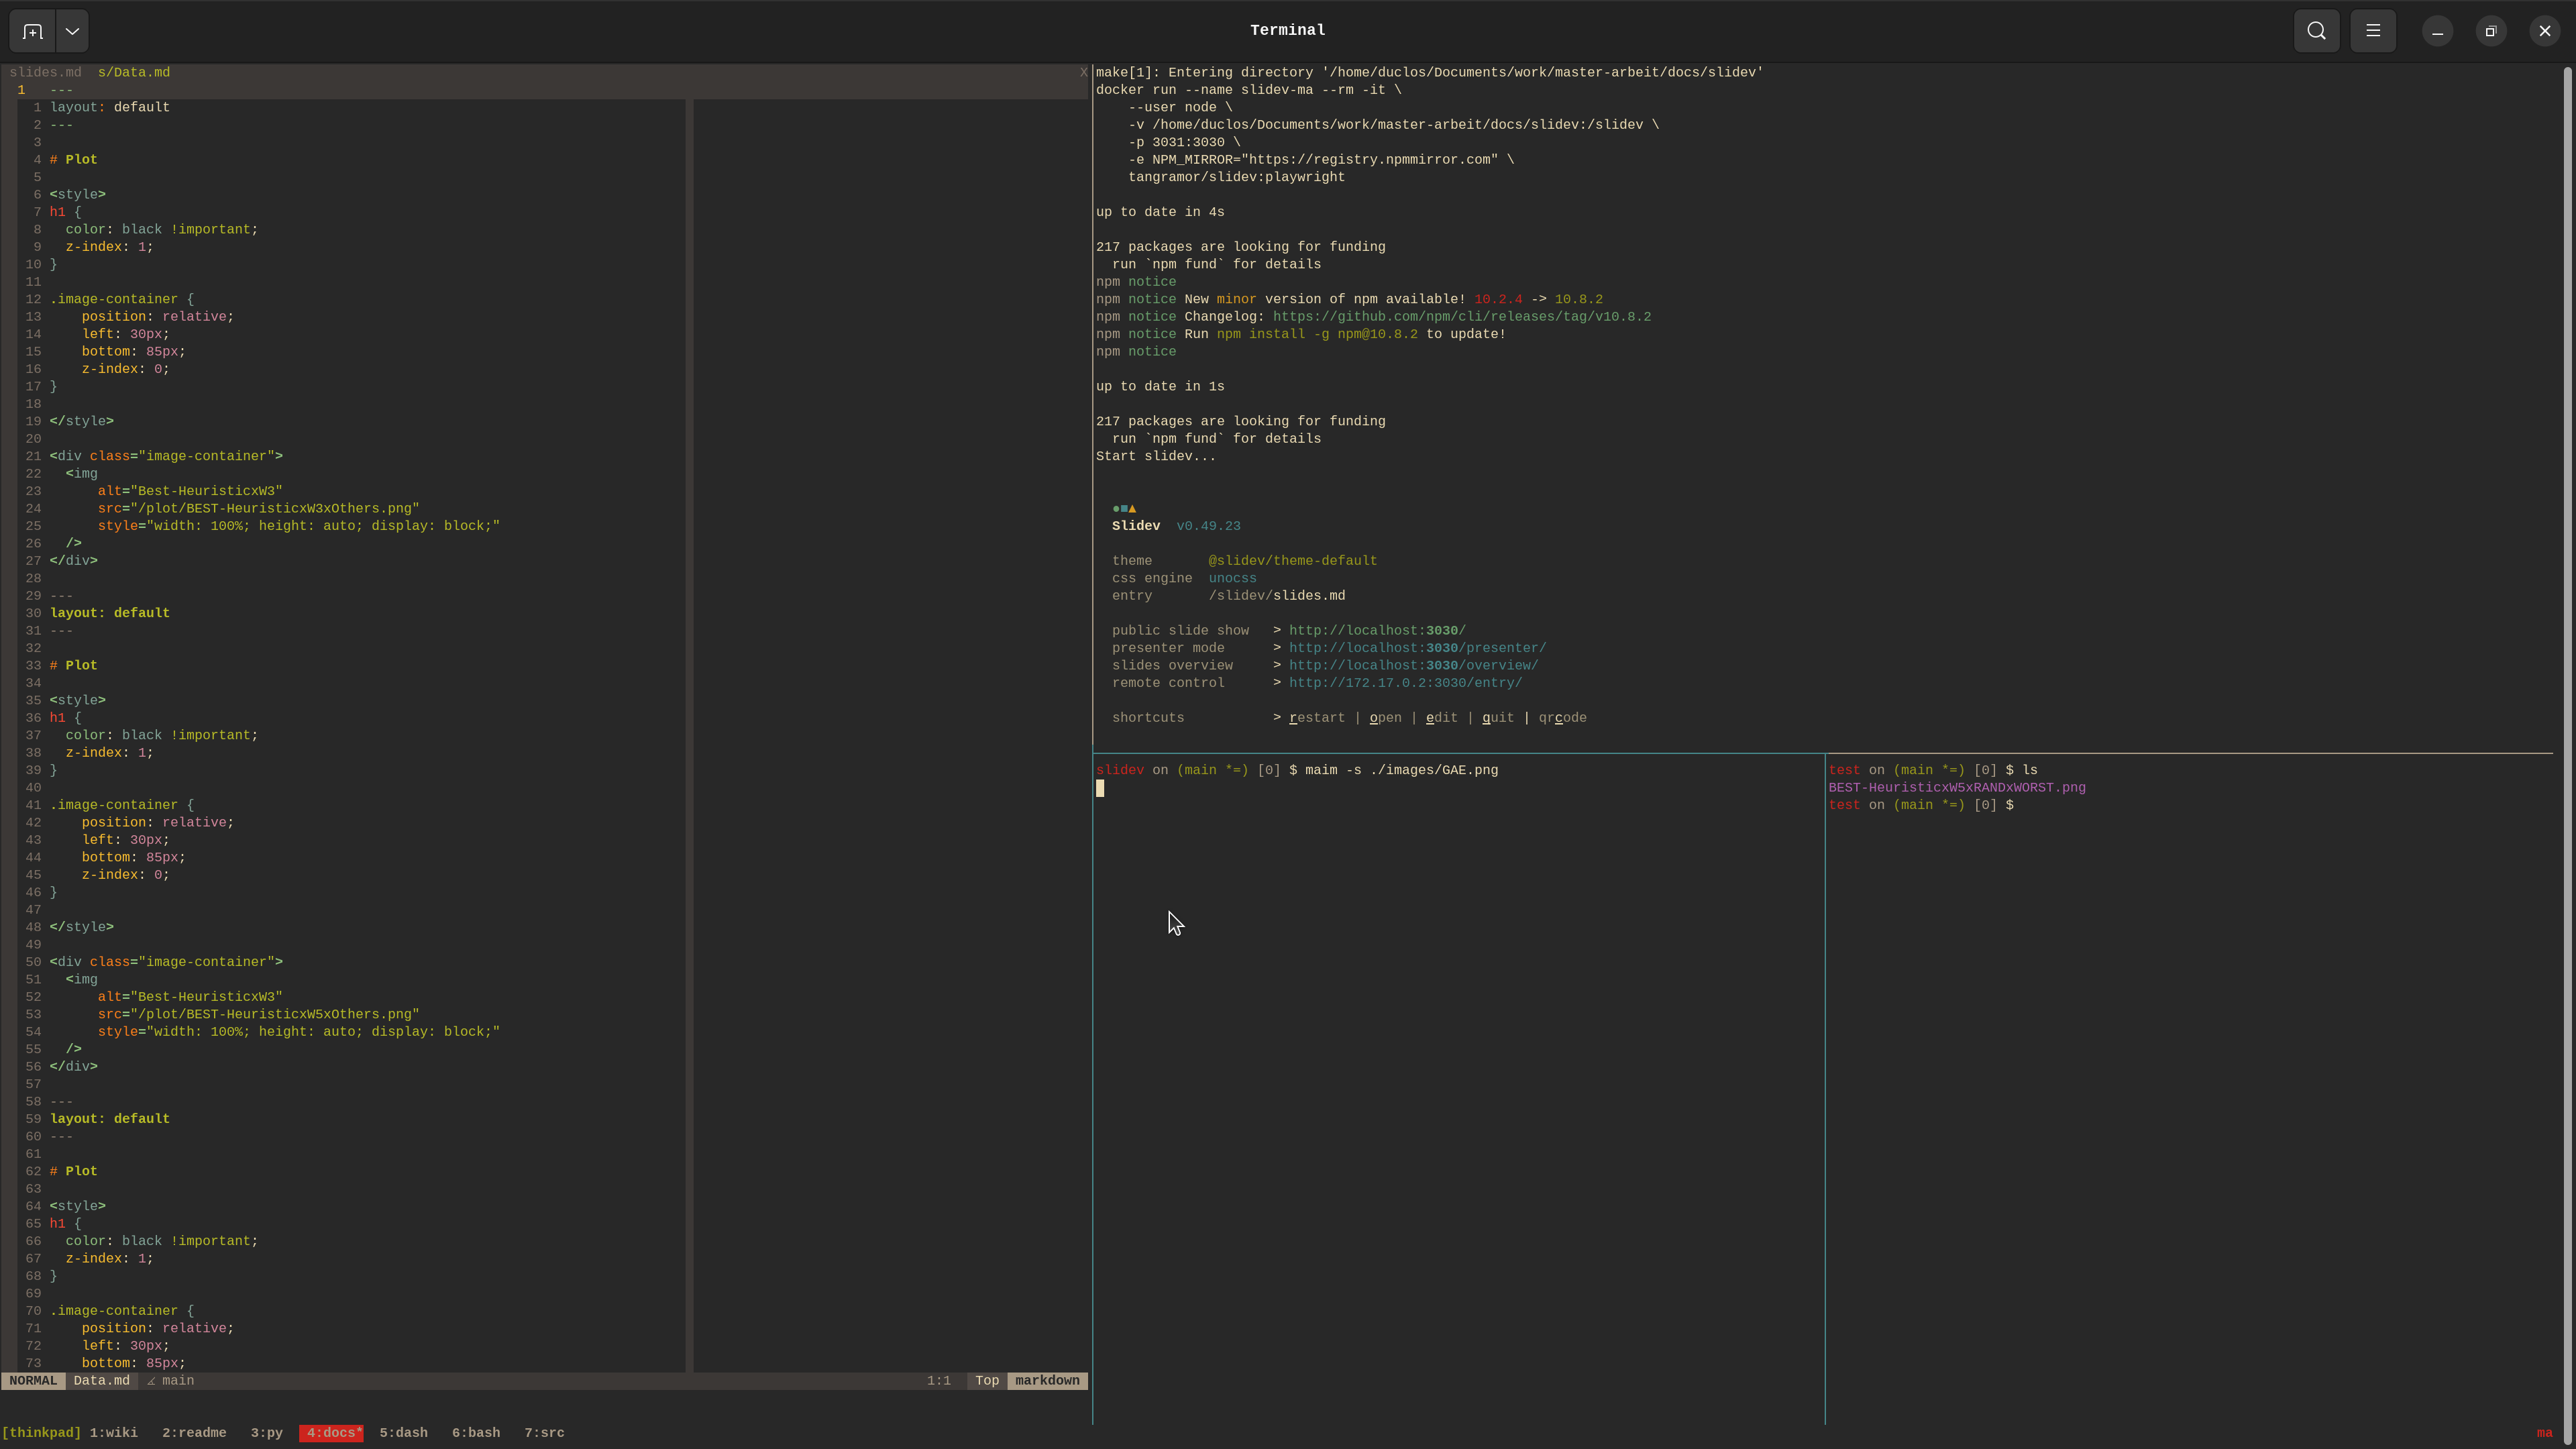 Terminal
slides.md  s/Data.md X
1   ---
  1 layout: default
  2 ---
  3
  4 # Plot
  5
  6 <style>
  7 h1 {
  8   color: black !important;
  9   z-index: 1;
 10 }
 11
 12 .image-container {
 13     position: relative;
 14     left: 30px;
 15     bottom: 85px;
 16     z-index: 0;
 17 }
 18
 19 </style>
 20
 21 <div class="image-container">
 22   <img
 23       alt="Best-HeuristicxW3"
 24       src="/plot/BEST-HeuristicxW3xOthers.png"
 25       style="width: 100%; height: auto; display: block;"
 26   />
 27 </div>
 28
 29 ---
 30 layout: default
 31 ---
 32
 33 # Plot
 34
 35 <style>
 36 h1 {
 37   color: black !important;
 38   z-index: 1;
 39 }
 40
 41 .image-container {
 42     position: relative;
 43     left: 30px;
 44     bottom: 85px;
 45     z-index: 0;
 46 }
 47
 48 </style>
 49
 50 <div class="image-container">
 51   <img
 52       alt="Best-HeuristicxW3"
 53       src="/plot/BEST-HeuristicxW5xOthers.png"
 54       style="width: 100%; height: auto; display: block;"
 55   />
 56 </div>
 57
 58 ---
 59 layout: default
 60 ---
 61
 62 # Plot
 63
 64 <style>
 65 h1 {
 66   color: black !important;
 67   z-index: 1;
 68 }
 69
 70 .image-container {
 71     position: relative;
 72     left: 30px;
 73     bottom: 85px;
NORMAL  Data.md  main  1:1  Top  markdown
make[1]: Entering directory '/home/duclos/Documents/work/master-arbeit/docs/slidev'
docker run --name slidev-ma --rm -it \
    --user node \
    -v /home/duclos/Documents/work/master-arbeit/docs/slidev:/slidev \
    -p 3031:3030 \
    -e NPM_MIRROR="https://registry.npmmirror.com" \
    tangramor/slidev:playwright

up to date in 4s

217 packages are looking for funding
  run `npm fund` for details
npm notice
npm notice New minor version of npm available! 10.2.4 -> 10.8.2
npm notice Changelog: https://github.com/npm/cli/releases/tag/v10.8.2
npm notice Run npm install -g npm@10.8.2 to update!
npm notice

up to date in 1s

217 packages are looking for funding
  run `npm fund` for details
Start slidev...

  ●■▲
  Slidev  v0.49.23

  theme       @slidev/theme-default
  css engine  unocss
  entry       /slidev/slides.md

  public slide show   > http://localhost:3030/
  presenter mode      > http://localhost:3030/presenter/
  slides overview     > http://localhost:3030/overview/
  remote control      > http://172.17.0.2:3030/entry/

  shortcuts           > restart | open | edit | quit | qrcode
slidev on (main *=) [0] $ maim -s ./images/GAE.png
test on (main *=) [0] $ ls
BEST-HeuristicxW5xRANDxWORST.png
test on (main *=) [0] $
[thinkpad] 1:wiki   2:readme   3:py   4:docs*  5:dash   6:bash   7:src   ma